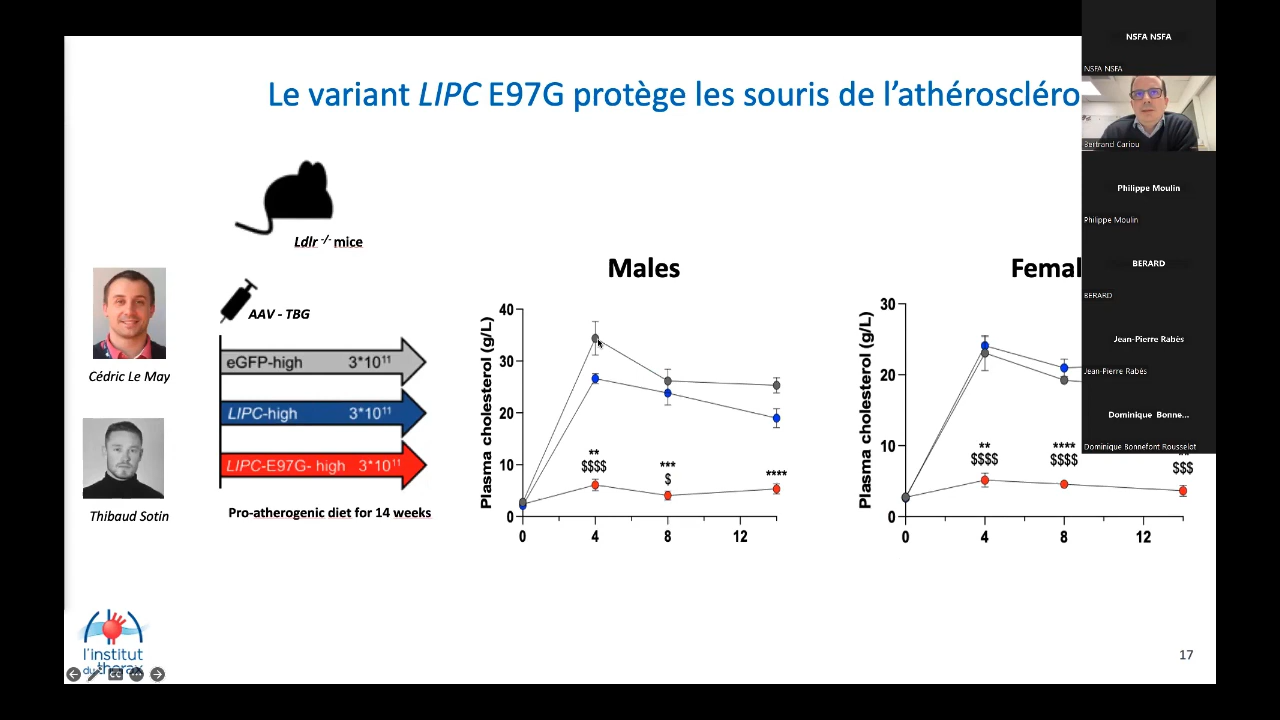 Le variant LIPC E97G protège les souris de l'athéroscléro
Ldlr -/- mice
AAV - TBG
eGFP-high 3*10¹¹
LIPC-high 3*10¹¹
LIPC-E97G- high 3*10¹¹
Pro-atherogenic diet for 14 weeks
Cédric Le May
Thibaud Sotin
Males
Plasma cholesterol (g/L)
40
30
20
10
0
**
$$$$
***
$
****
0 4 8 12
Femal
Plasma cholesterol (g/L)
30
20
10
0
**
$$$$
****
$$$$
$$$
0 4 8 12
NSFA NSFA
NSFA NSFA
Bertrand Cariou
Philippe Moulin
Philippe Moulin
BERARD
BERARD
Jean-Pierre Rabès
Jean-Pierre Rabès
Dominique Bonne...
Dominique Bonnefont Rousselot
l'institut
du thorax
17